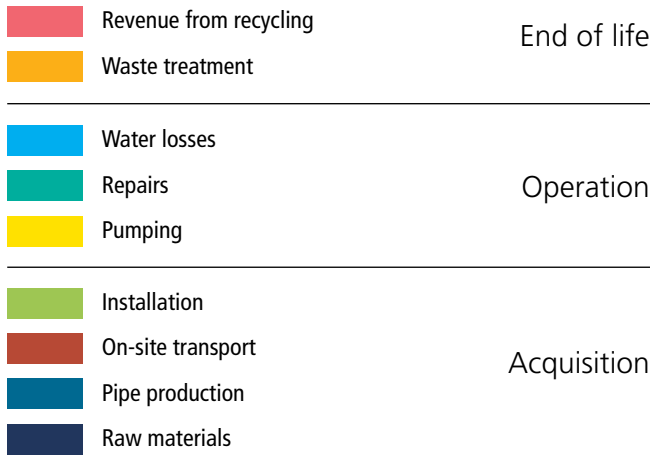 Revenue from recycling
End of life
Waste treatment
Water losses
Repairs
Operation
Pumping
Installation
On-site transport
Acquisition
Pipe production
Raw materials